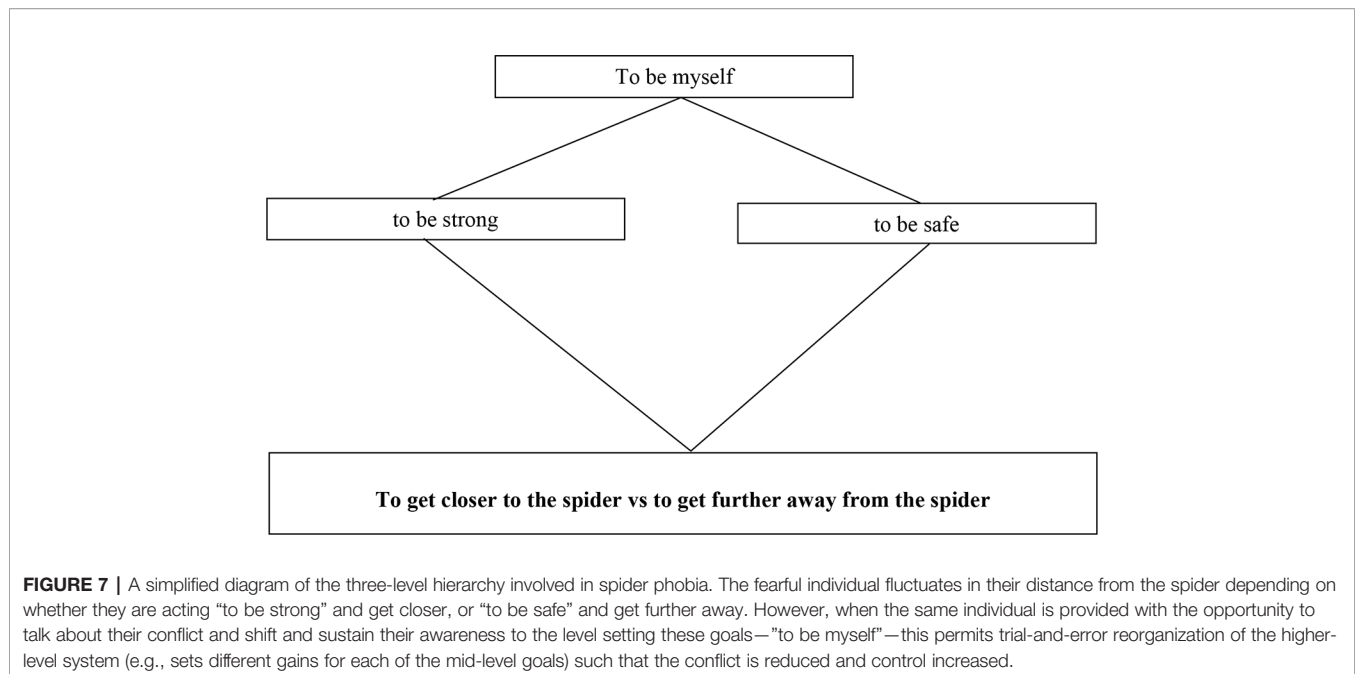 To be myself
to be strong
to be safe
To get closer to the spider vs to get further away from the spider
FIGURE 7 | A simplified diagram of the three-level hierarchy involved in spider phobia. The fearful individual fluctuates in their distance from the spider depending on
whether they are acting “to be strong” and get closer, or “to be safe” and get further away. However, when the same individual is provided with the opportunity to
talk about their conflict and shift and sustain their awareness to the level setting these goals—”to be myself”—this permits trial-and-error reorganization of the higher-
level system (e.g., sets different gains for each of the mid-level goals) such that the conflict is reduced and control increased.